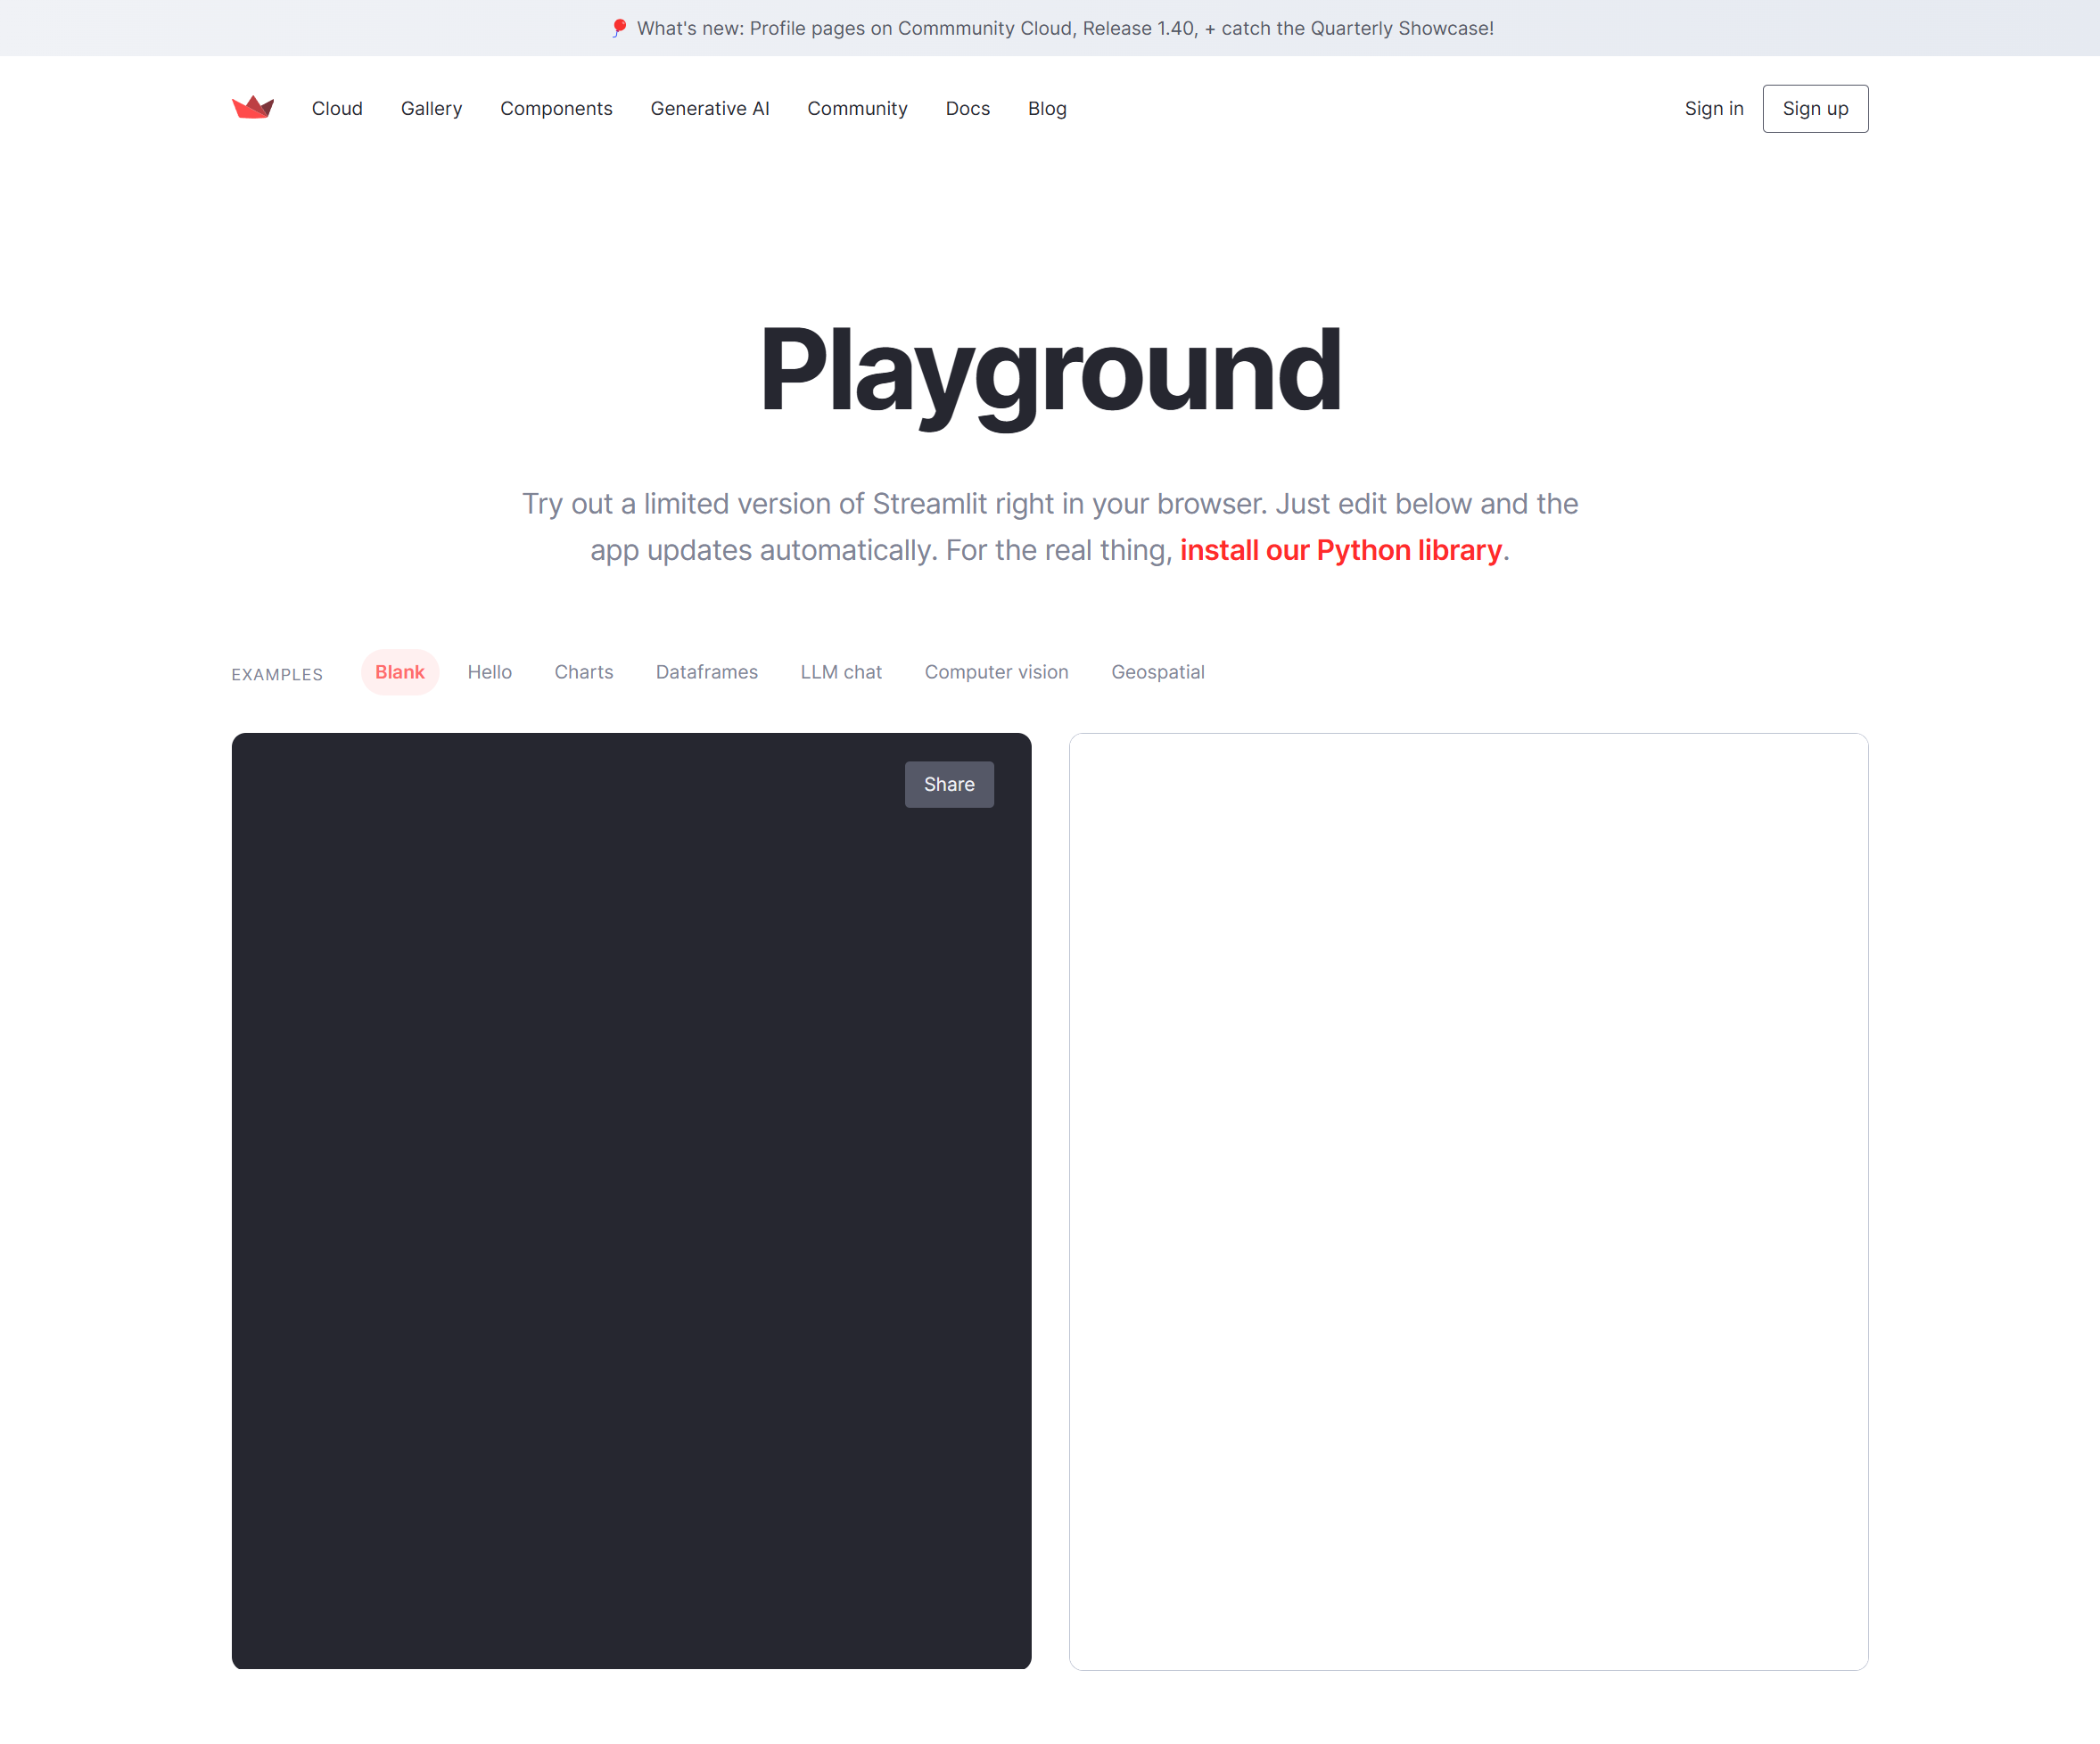 What's new: Profile pages on Commmunity Cloud, Release 1.40, + catch the Quarterly Showcase!
Cloud Gallery Components Generative AI Community Docs Blog Sign in Sign up
Playground
Try out a limited version of Streamlit right in your browser. Just edit below and the
app updates automatically. For the real thing, install our Python library.
EXAMPLES Blank Hello Charts Dataframes LLM chat Computer vision Geospatial
Share